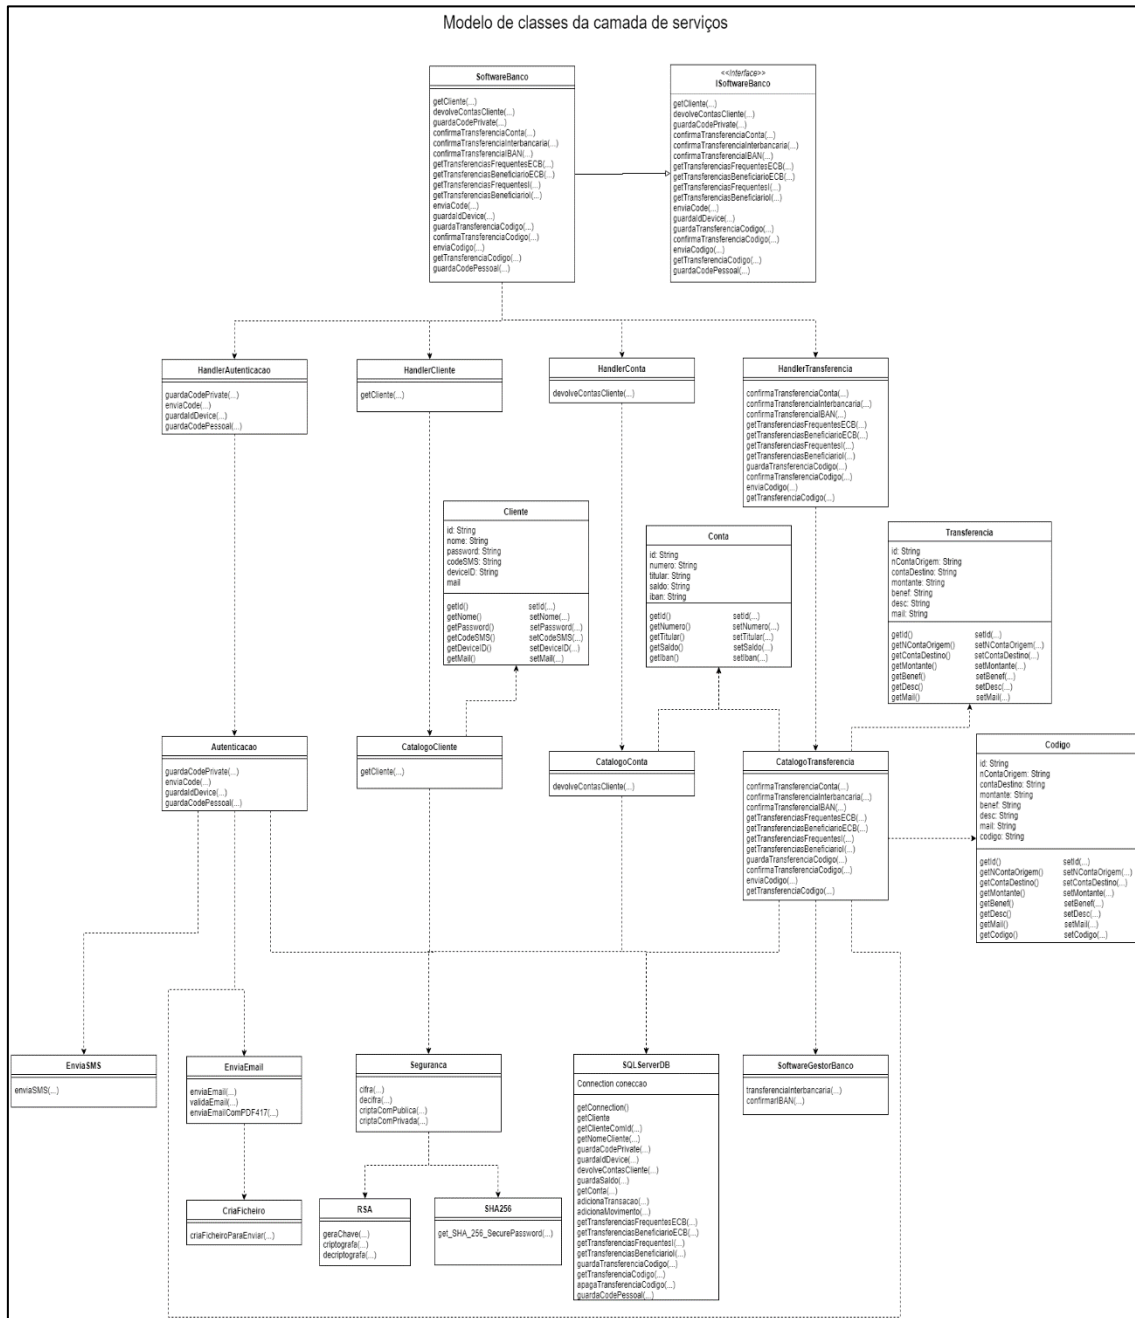 Modelo de classes da camada de serviços
SoftwareBanco
getCliente(...)
devolveContasCliente(...)
guardaCodePrivate(...)
confirmaTransferenciaConta(...)
confirmaTransferenciaInterbancaria(...)
confirmaTransferenciaIBAN(...)
getTransferenciasFrequentesECB(...)
getTransferenciasBeneficiarioECB(...)
getTransferenciasFrequentesI(...)
getTransferenciasBeneficiarioI(...)
enviaCode(...)
guardaIdDevice(...)
guardaTransferenciaCodigo(...)
confirmaTransferenciaCodigo(...)
enviaCodigo(...)
getTransferenciaCodigo(...)
guardaCodePessoal(...)
<<Interface>>
ISoftwareBanco
getCliente(...)
devolveContasCliente(...)
guardaCodePrivate(...)
confirmaTransferenciaConta(...)
confirmaTransferenciaInterbancaria(...)
confirmaTransferenciaIBAN(...)
getTransferenciasFrequentesECB(...)
getTransferenciasBeneficiarioECB(...)
getTransferenciasFrequentesI(...)
getTransferenciasBeneficiarioI(...)
enviaCode(...)
guardaIdDevice(...)
guardaTransferenciaCodigo(...)
confirmaTransferenciaCodigo(...)
enviaCodigo(...)
getTransferenciaCodigo(...)
guardaCodePessoal(...)
HandlerAutenticacao
guardaCodePrivate(...)
enviaCode(...)
guardaIdDevice(...)
guardaCodePessoal(...)
HandlerCliente
getCliente(...)
HandlerConta
devolveContasCliente(...)
HandlerTransferencia
confirmaTransferenciaConta(...)
confirmaTransferenciaInterbancaria(...)
confirmaTransferenciaIBAN(...)
getTransferenciasFrequentesECB(...)
getTransferenciasBeneficiarioECB(...)
getTransferenciasFrequentesI(...)
getTransferenciasBeneficiarioI(...)
guardaTransferenciaCodigo(...)
confirmaTransferenciaCodigo(...)
enviaCodigo(...)
getTransferenciaCodigo(...)
Cliente
id: String
nome: String
password: String
codeSMS: String
deviceID: String
mail
getId() setId(...)
getNome() setNome(...)
getPassword() setPassword(...)
getCodeSMS() setCodeSMS(...)
getDeviceID() setDeviceID(...)
getMail() setMail(...)
Conta
id: String
numero: String
titular: String
saldo: String
iban: String
getId() setId(...)
getNumero() setNumero(...)
getTitular() setTitular(...)
getSaldo() setSaldo(...)
getIban() setIban(...)
Transferencia
id: String
nContaOrigem: String
contaDestino: String
montante: String
benef: String
desc: String
mail: String
getId() setId(...)
getNContaOrigem() setNContaOrigem(...)
getContaDestino() setContaDestino(...)
getMontante() setMontante(...)
getBenef() setBenef(...)
getDesc() setDesc(...)
getMail() setMail(...)
Autenticacao
guardaCodePrivate(...)
enviaCode(...)
guardaIdDevice(...)
guardaCodePessoal(...)
CatalogoCliente
getCliente(...)
CatalogoConta
devolveContasCliente(...)
CatalogoTransferencia
confirmaTransferenciaConta(...)
confirmaTransferenciaInterbancaria(...)
confirmaTransferenciaIBAN(...)
getTransferenciasFrequentesECB(...)
getTransferenciasBeneficiarioECB(...)
getTransferenciasFrequentesI(...)
getTransferenciasBeneficiarioI(...)
guardaTransferenciaCodigo(...)
confirmaTransferenciaCodigo(...)
enviaCodigo(...)
getTransferenciaCodigo(...)
Codigo
id: String
nContaOrigem: String
contaDestino: String
montante: String
benef: String
desc: String
mail: String
codigo: String
getId() setId(...)
getNContaOrigem() setNContaOrigem(...)
getContaDestino() setContaDestino(...)
getMontante() setMontante(...)
getBenef() setBenef(...)
getDesc() setDesc(...)
getMail() setMail(...)
getCodigo() setCodigo(...)
EnviaSMS
enviaSMS(...)
EnviaEmail
enviaEmail(...)
validaEmail(...)
enviaEmailComPDF417(...)
Seguranca
cifra(...)
decifra(...)
criptaComPublica(...)
criptaComPrivada(...)
SQLServerDB
Connection coneccao
getConnection()
getCliente
getClienteComId(...)
getNomeCliente(...)
guardaCodePrivate(...)
guardaIdDevice(...)
devolveContasCliente(...)
guardaSaldo(...)
getConta(...)
adicionaTransacao(...)
adicionaMovimento(...)
getTransferenciasFrequentesECB(...)
getTransferenciasBeneficiarioECB(...)
getTransferenciasFrequentesI(...)
getTransferenciasBeneficiarioI(...)
guardaTransferenciaCodigo(...)
getTransferenciaCodigo(...)
apagaTransferenciaCodigo(...)
guardaCodePessoal(...)
SoftwareGestorBanco
transferenciaInterbancaria(...)
confirmarIBAN(...)
CriaFicheiro
criaFicheiroParaEnviar(...)
RSA
geraChave(...)
criptografa(...)
decriptografa(...)
SHA256
get_SHA_256_SecurePassword(...)